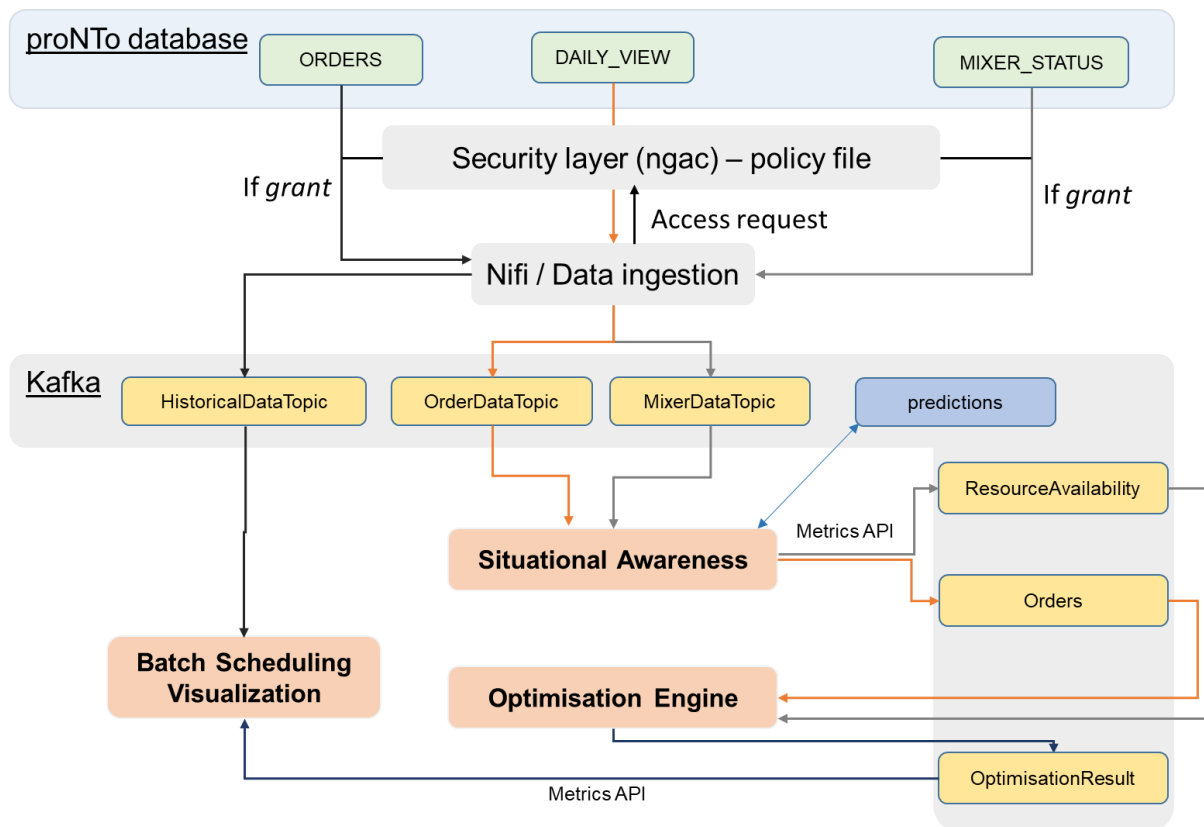 proNTo database
ORDERS
DAILY_VIEW
MIXER_STATUS
Security layer (ngac) – policy file
If grant
Access request
If grant
Nifi / Data ingestion
Kafka
HistoricalDataTopic
OrderDataTopic
MixerDataTopic
predictions
ResourceAvailability
Metrics API
Situational Awareness
Orders
Batch Scheduling
Visualization
Optimisation Engine
OptimisationResult
Metrics API